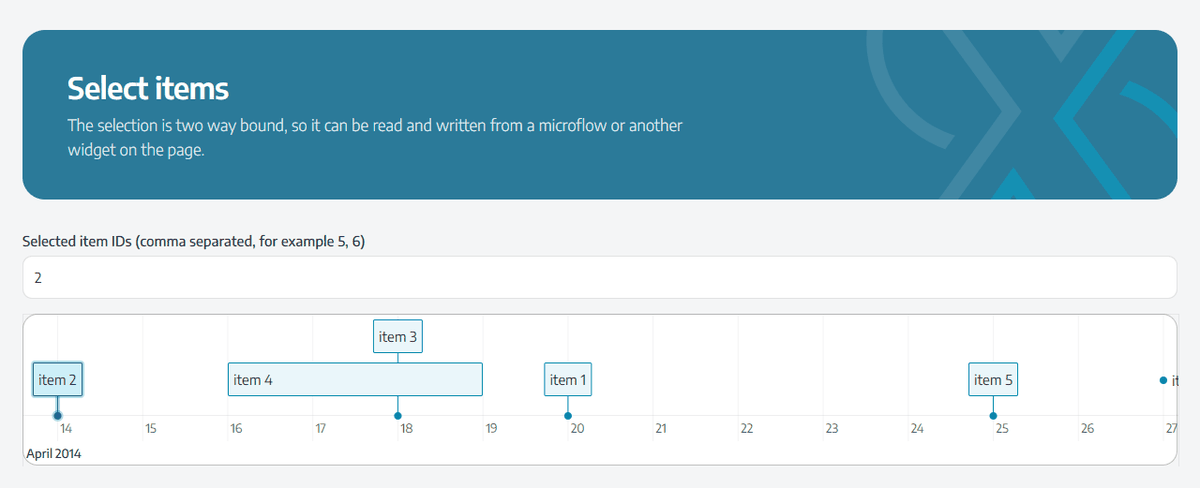 Select items
The selection is two way bound, so it can be read and written from a microflow or another
widget on the page.
Selected item IDs (comma separated, for example 5, 6)
2
item 3
item 2
item 4
item 1
item 5
it
14 15 16 17 18 19 20 21 22 23 24 25 26 27
April 2014